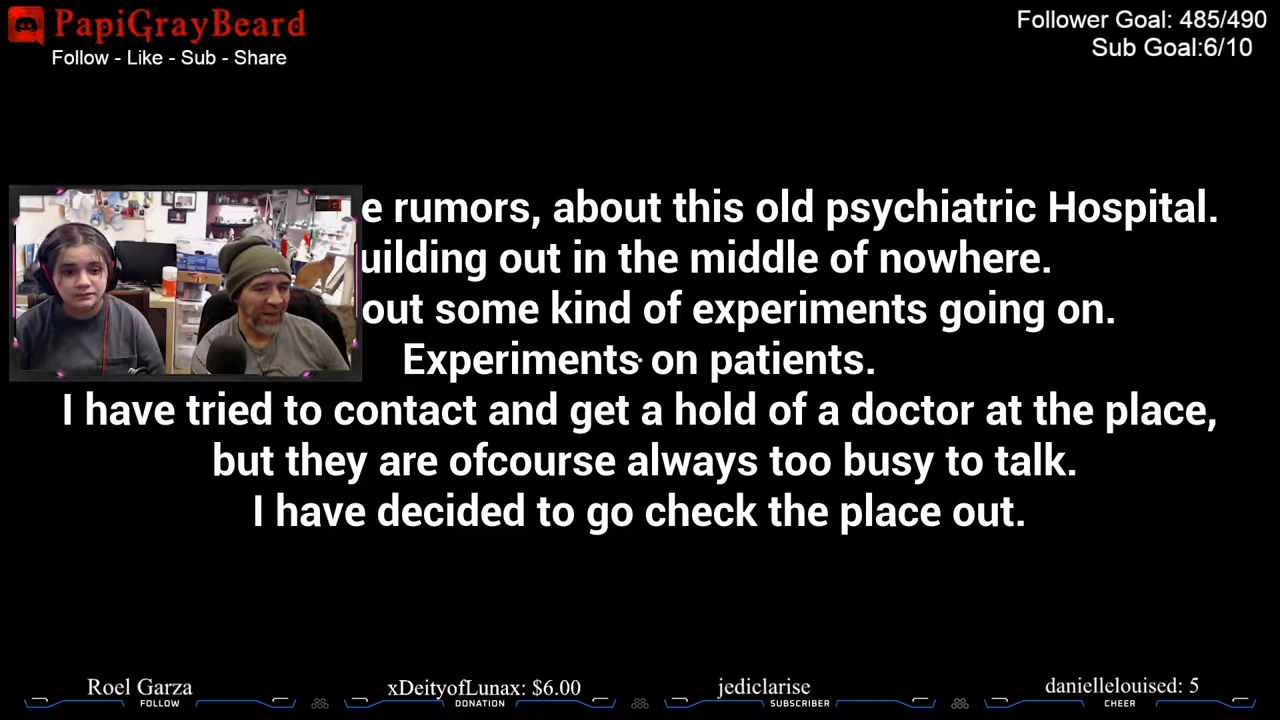 PapiGrayBeard
Follow - Like - Sub - Share
Follower Goal: 485/490
Sub Goal:6/10
rumors, about this old psychiatric Hospital.
out in the middle of nowhere.
some kind of experiments going on.
Experiments on patients.
I have tried to contact and get a hold of a doctor at the place,
but they are ofcourse always too busy to talk.
I have decided to go check the place out.
Roel Garza
FOLLOW
xDeityofLunax: $6.00
DONATION
jediclarise
SUBSCRIBER
daniellelouised: 5
CHEER